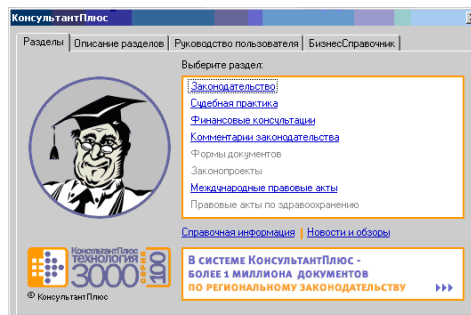 КонсультантПлюс
Разделы Описание разделов Руководство пользователя БизнесСправочник
Выберите раздел:
Законодательство
Судебная практика
Финансовые консультации
Комментарии законодательства
Формы документов
Законопроекты
Международные правовые акты
Правовые акты по здравоохранению
Справочная информация | Новости и обзоры
КонсультантПлюс
ТЕХНОЛОГИЯ
3000
СЕРИЯ 100
© КонсультантПлюс
В СИСТЕМЕ КОНСУЛЬТАНТПЛЮС -
БОЛЕЕ 1 МИЛЛИОНА ДОКУМЕНТОВ
ПО РЕГИОНАЛЬНОМУ ЗАКОНОДАТЕЛЬСТВУ